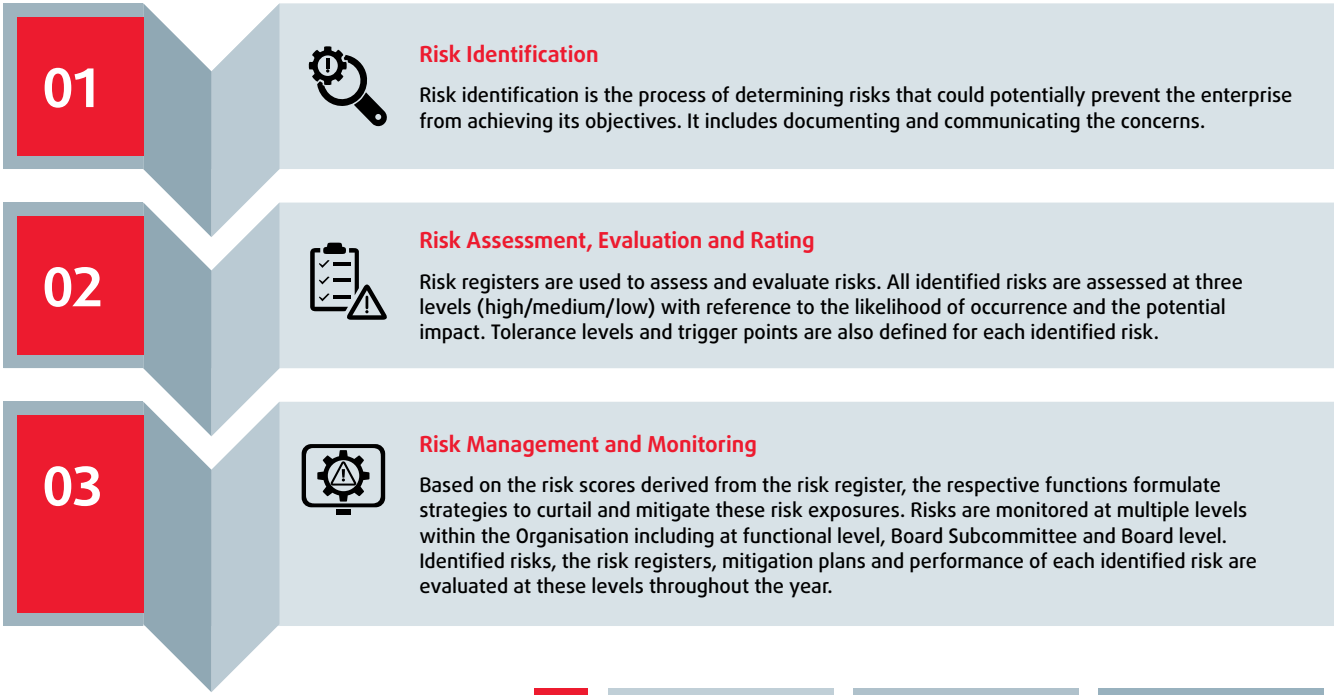 01
Risk Identification
Risk identification is the process of determining risks that could potentially prevent the enterprise
from achieving its objectives. It includes documenting and communicating the concerns.
02
Risk Assessment, Evaluation and Rating
Risk registers are used to assess and evaluate risks. All identified risks are assessed at three
levels (high/medium/low) with reference to the likelihood of occurrence and the potential
impact. Tolerance levels and trigger points are also defined for each identified risk.
03
Risk Management and Monitoring
Based on the risk scores derived from the risk register, the respective functions formulate
strategies to curtail and mitigate these risk exposures. Risks are monitored at multiple levels
within the Organisation including at functional level, Board Subcommittee and Board level.
Identified risks, the risk registers, mitigation plans and performance of each identified risk are
evaluated at these levels throughout the year.